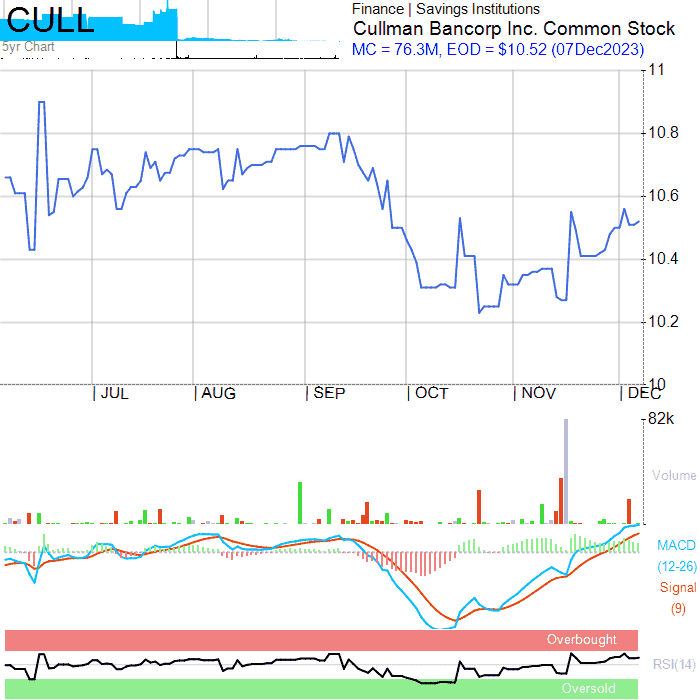 CULL
5yr Chart
Finance | Savings Institutions
Cullman Bancorp Inc. Common Stock
MC = 76.3M, EOD = $10.52 (07Dec2023)
11
10.8
10.6
10.4
10.2
10
| JUL | AUG | SEP | OCT | NOV | DEC
82k
Volume
MACD
(12-26)
Signal
(9)
Overbought
RSI(14)
Oversold